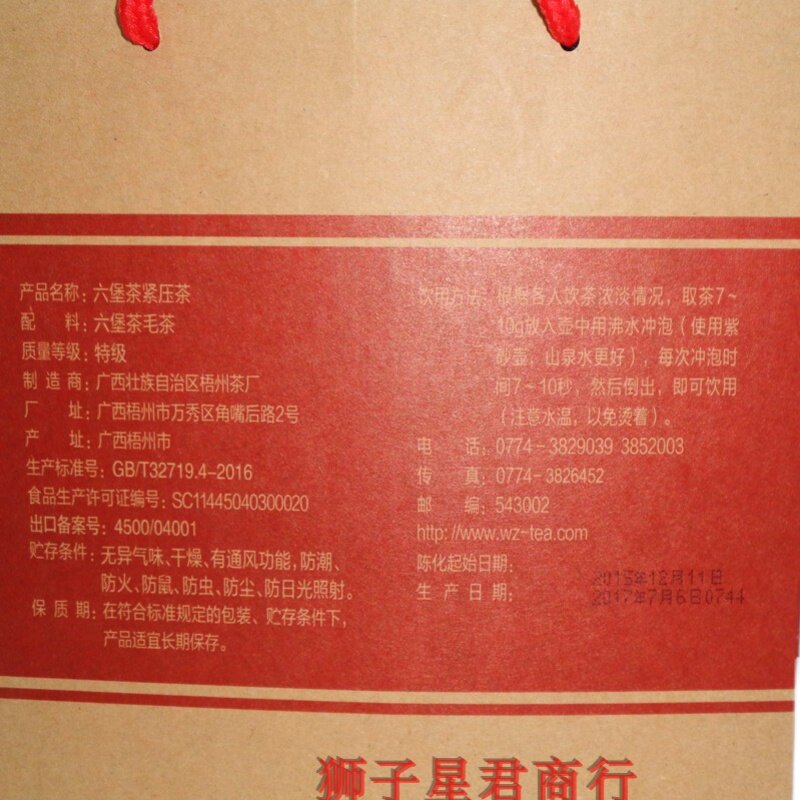 产品名称：六堡茶紧压茶
配 料：六堡茶毛茶
质量等级：特级
制造商：广西壮族自治区梧州茶厂
厂 址：广西梧州市万秀区角嘴后路2号
产 址：广西梧州市
生产标准号：GB/T32719.4-2016
食品生产许可证编号：SC11445040300020
出口备案号：4500/04001
贮存条件：无异气味、干燥、有通风功能，防潮、
防火、防鼠、防虫、防尘、防日光照射。
保质期：在符合标准规定的包装、贮存条件下，
产品适宜长期保存。
饮用方法：根据各人饮茶浓淡情况，取茶7～
10g放入壶中用沸水冲泡（使用紫
砂壶，山泉水更好），每次冲泡时
间7～10秒，然后倒出，即可饮用
（注意水温，以免烫着）。
电 话：0774-3829039 3852003
传 真：0774-3826452
邮 编：543002
http://www.wz-tea.com
陈化起始日期：2015年12月11日
生产日期：2017年7月6日0744
狮子星君商行